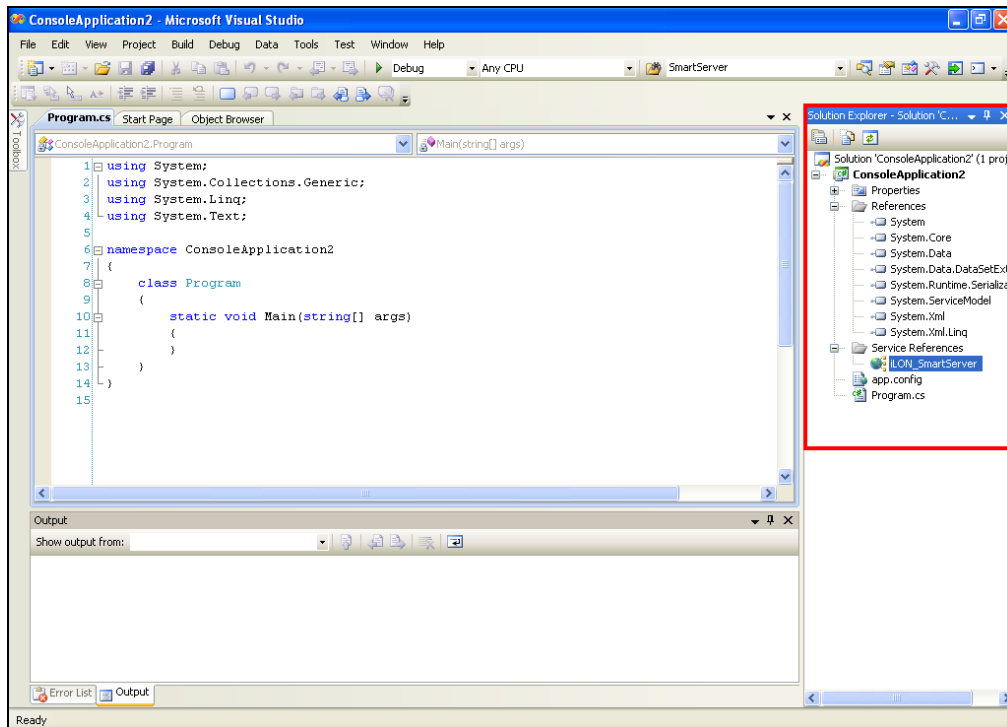 ConsoleApplication2 - Microsoft Visual Studio
File Edit View Project Build Debug Data Tools Test Window Help
Debug Any CPU SmartServer
Toolbox
Program.cs Start Page Object Browser
ConsoleApplication2.Program Main(string[] args)
1 using System;
2 using System.Collections.Generic;
3 using System.Linq;
4 using System.Text;
5
6 namespace ConsoleApplication2
7 {
8 class Program
9 {
10 static void Main(string[] args)
11 {
12 }
13 }
14 }
15
Solution Explorer - Solution 'C...
Solution 'ConsoleApplication2' (1 proj
ConsoleApplication2
Properties
References
System
System.Core
System.Data
System.Data.DataSetExt
System.Runtime.Serializa
System.ServiceModel
System.Xml
System.Xml.Linq
Service References
iLON_SmartServer
app.config
Program.cs
Output
Show output from:
Error List Output
Ready